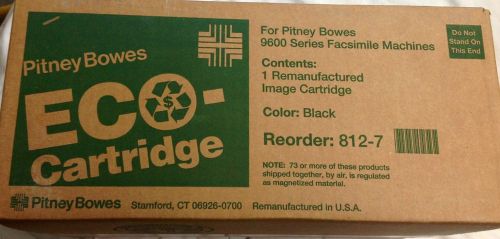 Pitney Bowes
ECO-
$
Cartridge
For Pitney Bowes
9600 Series Facsimile Machines
Contents:
1 Remanufactured
Image Cartridge
Color: Black
Reorder: 812-7
NOTE: 73 or more of these products
shipped together, by air, is regulated
as magnetized material.
Do Not
Stand On
This End
Pitney Bowes Stamford, CT 06926-0700 Remanufactured in U.S.A.